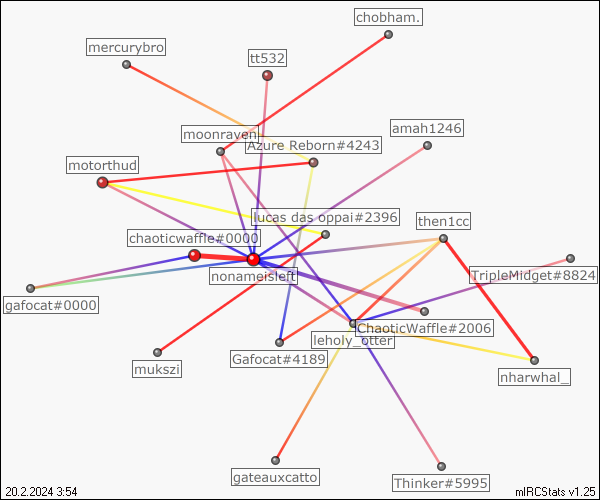 chobham.
mercurybro
tt532
amah1246
moonraven
Azure Reborn#4243
motorthud
lucas das oppai#2396
then1cc
chaoticwaffle#0000
TripleMidget#8824
nonamesleft
gafocat#0000
ChaoticWaffle#2006
leholy_otter
Gafocat#4189
mukszi
nharwhal_
gateauxcatto
Thinker#5995
20.2.2024 3:54
mIRCStats v1.25